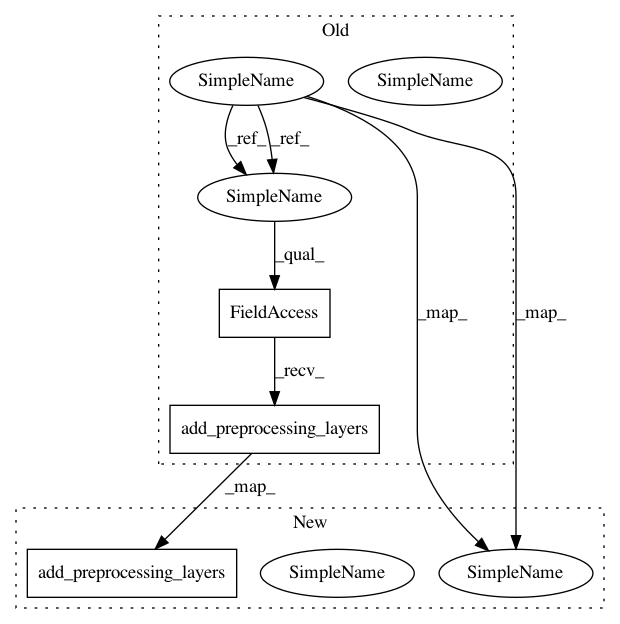 Old
SimpleName SimpleName
_ref_ _ref_
SimpleName
_qual_
FieldAccess
_map_ _map_
_recv_
add_preprocessing_layers
_map_
New
add_preprocessing_layers SimpleName SimpleName